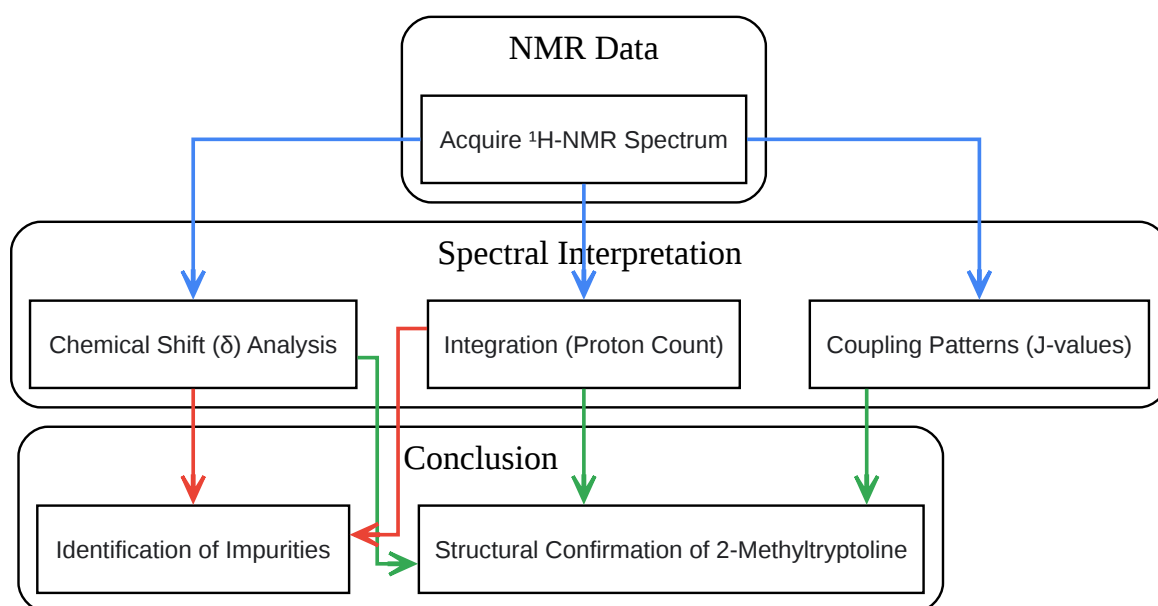 NMR Data
Acquire ¹H-NMR Spectrum
Spectral Interpretation
Chemical Shift (δ) Analysis
Integration (Proton Count)
Coupling Patterns (J-values)
Conclusion
Identification of Impurities
Structural Confirmation of 2-Methyltryptoline